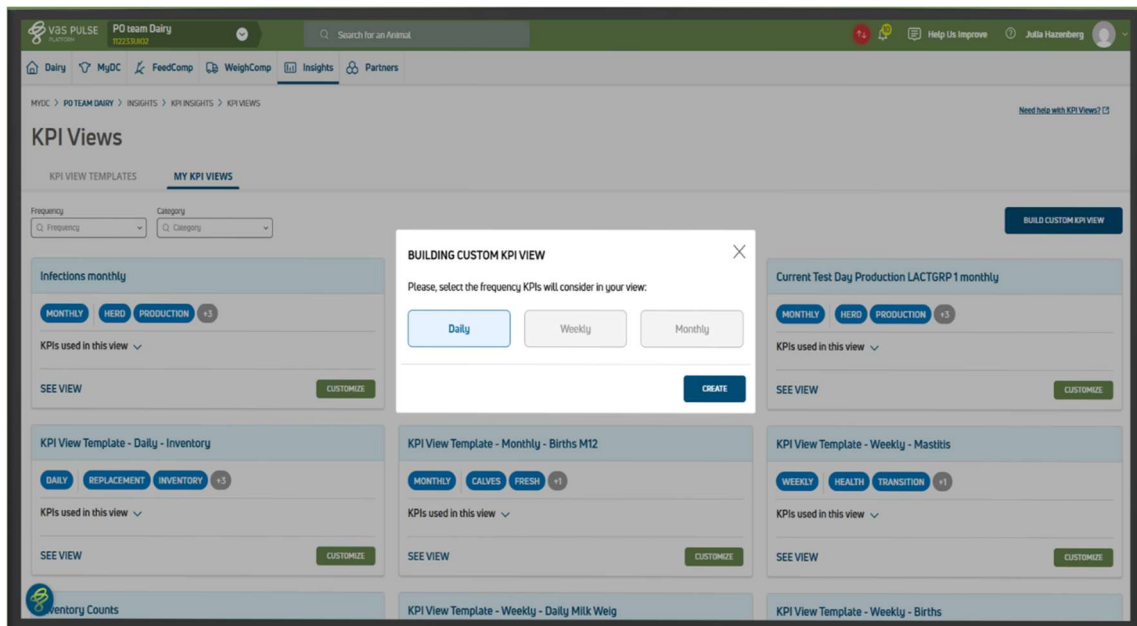 VAS PULSE
PLATFORM
PO team Dairy
Search for an Animal
Help Us Improve
Julia Hazenberg
Dairy
MyDC
FeedComp
WeighComp
Insights
Partners
MYDC > PO TEAM DAIRY > INSIGHTS > KPI INSIGHTS > KPI VIEWS
Need help with KPI Views?
KPI Views
KPI VIEW TEMPLATES
MY KPI VIEWS
Frequency
Category
Frequency
Category
BUILD CUSTOM KPI VIEW
BUILDING CUSTOM KPI VIEW
Please, select the frequency KPIs will consider in your view:
Daily
Weekly
Monthly
CREATE
Infections monthly
MONTHLY
HERD
PRODUCTION
+3
KPIs used in this view
SEE VIEW
CUSTOMIZE
Current Test Day Production LACTGRP 1 monthly
MONTHLY
HERD
PRODUCTION
+3
KPIs used in this view
SEE VIEW
CUSTOMIZE
KPI View Template - Daily - Inventory
DAILY
REPLACEMENT
INVENTORY
+3
KPIs used in this view
SEE VIEW
CUSTOMIZE
KPI View Template - Monthly - Births M12
MONTHLY
CALVES
FRESH
+1
KPIs used in this view
SEE VIEW
CUSTOMIZE
KPI View Template - Weekly - Mastitis
WEEKLY
HEALTH
TRANSITION
+1
KPIs used in this view
SEE VIEW
CUSTOMIZE
Counts
KPI View Template - Weekly - Daily Milk Weig
KPI View Template - Weekly - Births